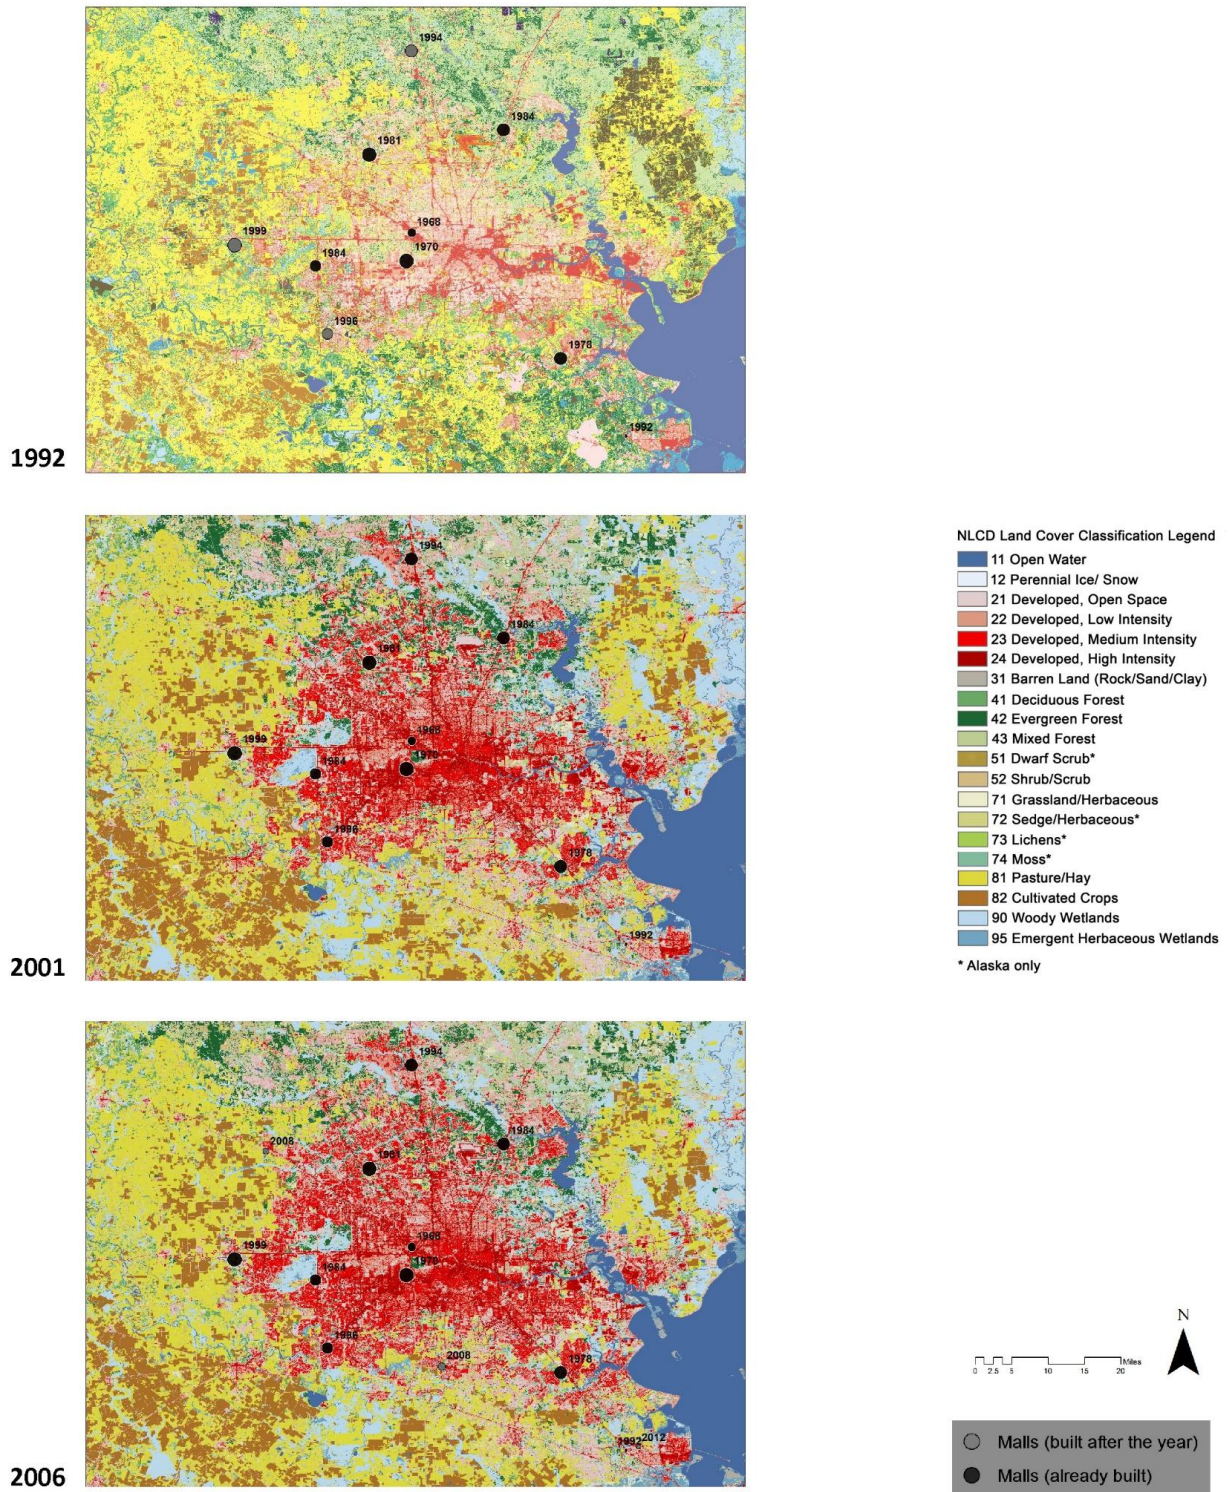 1994
1984
1981
1968
1999
1970
1984
1996
1978
1992
1992
1994
1984
1981
1968
1999
1970
1984
1996
1978
1992
2001
NLCD Land Cover Classification Legend
11 Open Water
12 Perennial Ice/ Snow
21 Developed, Open Space
22 Developed, Low Intensity
23 Developed, Medium Intensity
24 Developed, High Intensity
31 Barren Land (Rock/Sand/Clay)
41 Deciduous Forest
42 Evergreen Forest
43 Mixed Forest
51 Dwarf Scrub*
52 Shrub/Scrub
71 Grassland/Herbaceous
72 Sedge/Herbaceous*
73 Lichens*
74 Moss*
81 Pasture/Hay
82 Cultivated Crops
90 Woody Wetlands
95 Emergent Herbaceous Wetlands
* Alaska only
1994
1984
2008
1981
1968
1999
1970
1984
1996
2008
1978
1992 2012
2006
N
Miles
0 2.5 5 10 15 20
Malls (built after the year)
Malls (already built)